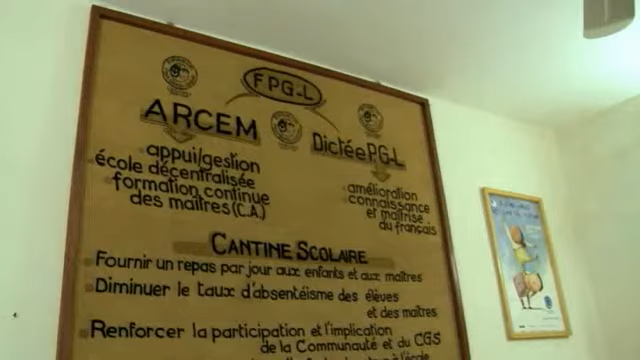 FPG-L
ARCEM
Dictée P.G-L
appui/gestion
école décentralisée
formation continue
des maîtres (C.A.)
amélioration
connaissance
et maîtrise
du français
CANTINE SCOLAIRE
Fournir un repas par jour aux enfants et aux maîtres
Diminuer le taux d'absentéisme des élèves
et des maîtres
Renforcer la participation et l'implication
de la Communauté et du CGS